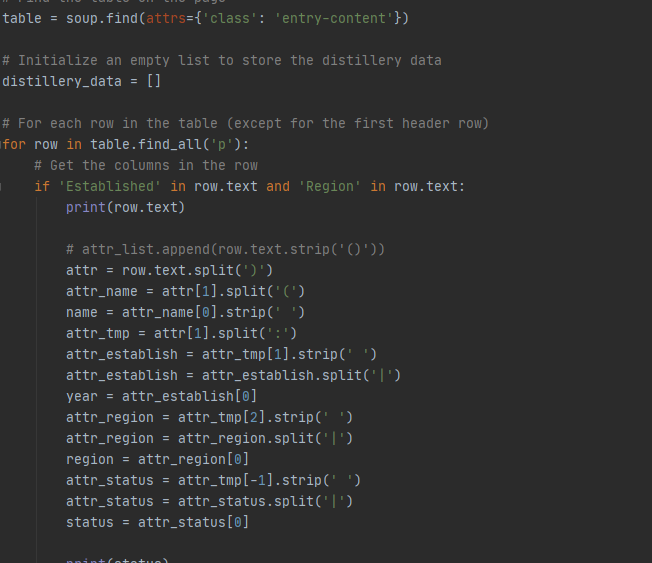 # Find the table on the page
table = soup.find(attrs={'class': 'entry-content'})
# Initialize an empty list to store the distillery data
distillery_data = []
# For each row in the table (except for the first header row)
for row in table.find_all('p'):
# Get the columns in the row
if 'Established' in row.text and 'Region' in row.text:
print(row.text)
# attr_list.append(row.text.strip('()'))
attr = row.text.split(')')
attr_name = attr[1].split('(')
name = attr_name[0].strip(' ')
attr_tmp = attr[1].split(':')
attr_establish = attr_tmp[1].strip(' ')
attr_establish = attr_establish.split('|')
year = attr_establish[0]
attr_region = attr_tmp[2].strip(' ')
attr_region = attr_region.split('|')
region = attr_region[0]
attr_status = attr_tmp[-1].strip(' ')
attr_status = attr_status.split('|')
status = attr_status[0]
print(status)